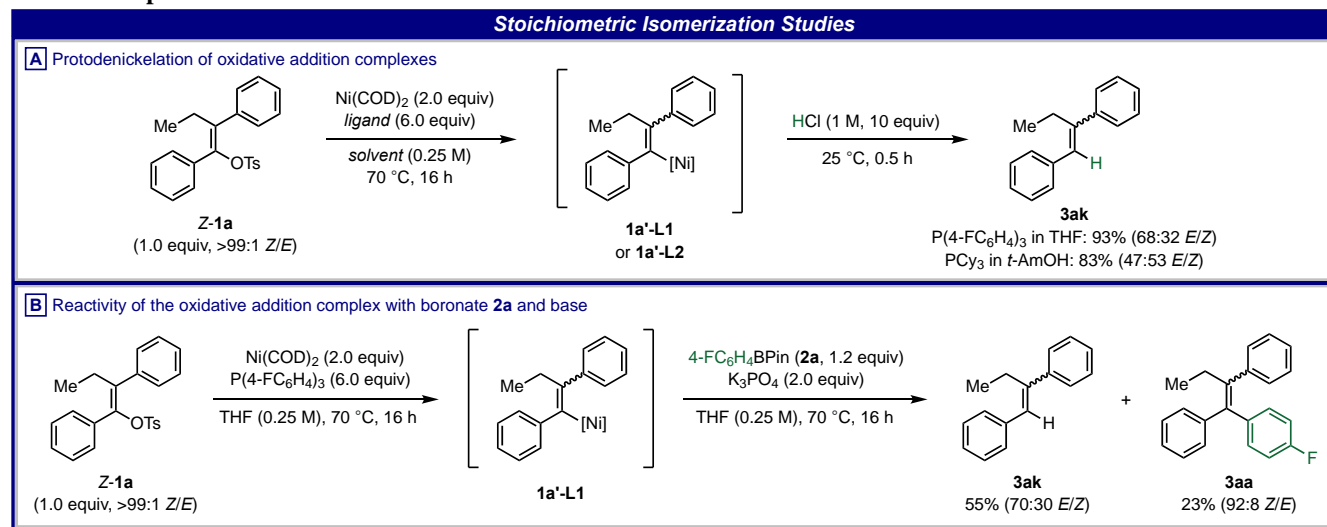 Stoichiometric Isomerization Studies
A Protodenickelation of oxidative addition complexes
Me
OTs
Z-1a
(1.0 equiv, >99:1 Z/E)
Ni(COD)2 (2.0 equiv)
ligand (6.0 equiv)
solvent (0.25 M)
70 °C, 16 h
Me
[Ni]
1a'-L1
or 1a'-L2
HCl (1 M, 10 equiv)
25 °C, 0.5 h
Me
H
3ak
P(4-FC6H4)3 in THF: 93% (68:32 E/Z)
PCy3 in t-AmOH: 83% (47:53 E/Z)
B Reactivity of the oxidative addition complex with boronate 2a and base
Me
OTs
Z-1a
(1.0 equiv, >99:1 Z/E)
Ni(COD)2 (2.0 equiv)
P(4-FC6H4)3 (6.0 equiv)
THF (0.25 M), 70 °C, 16 h
Me
[Ni]
1a'-L1
4-FC6H4BPin (2a, 1.2 equiv)
K3PO4 (2.0 equiv)
THF (0.25 M), 70 °C, 16 h
Me
H
3ak
55% (70:30 E/Z)
+
Me
F
3aa
23% (92:8 Z/E)